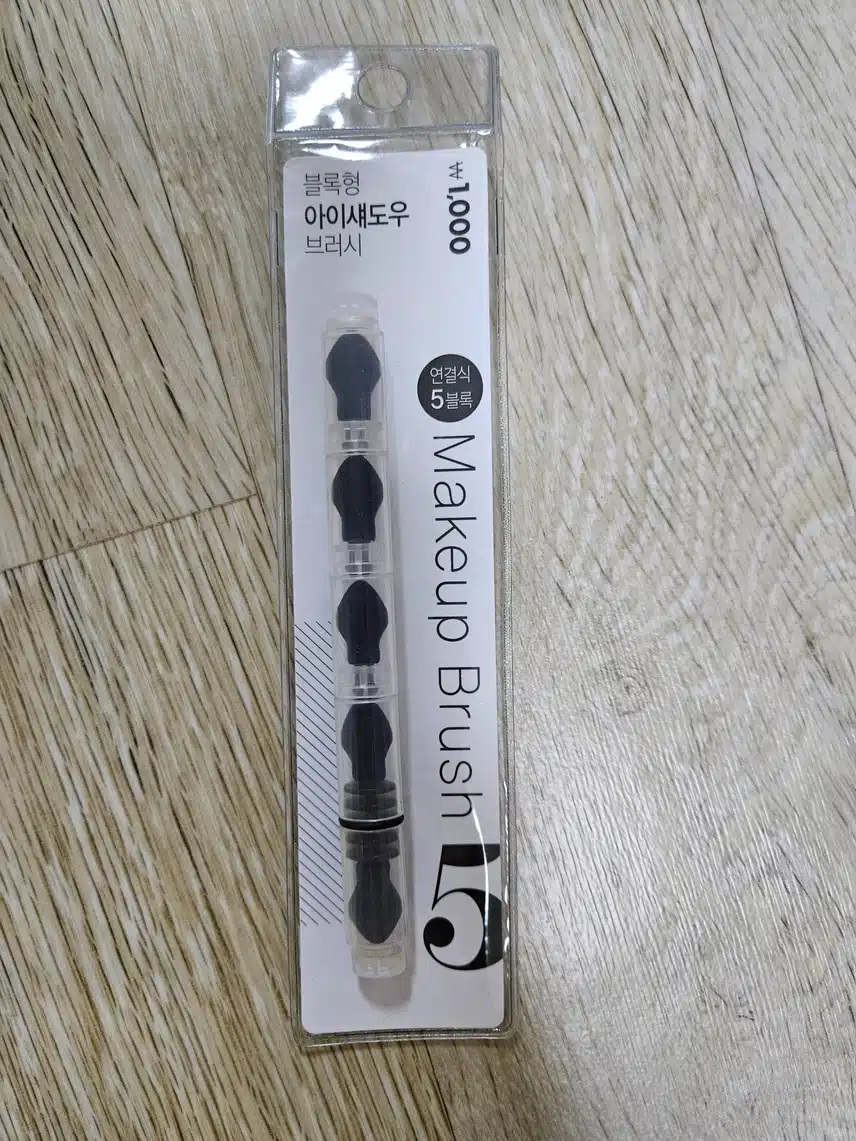 블록형
아이섀도우
브러시
₩1,000
연결식
5블록
Makeup Brush
5